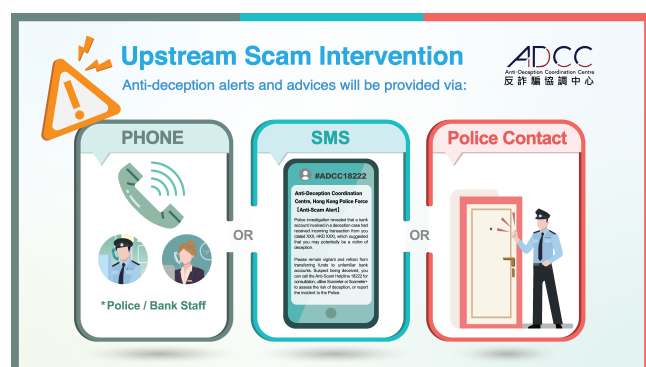 Upstream Scam Intervention
Anti-deception alerts and advices will be provided via:
ADCC
Anti-Deception Coordination Centre
反詐騙協調中心
PHONE
*Police / Bank Staff
OR
SMS
#ADCC18222
Anti-Deception Coordination
Centre, Hong Kong Police Force
【Anti-Scam Alert】
Police investigation revealed that a bank
account involved in a deception case had
received incoming transaction from you
(dated XXX, HKD XXX), which suggested
that you may potentially be a victim of
deception.
Please remain vigilant and refrain from
transferring funds to unfamiliar bank
accounts. Suspect being deceived, you
can call the Anti-Scam Helpline 18222 for
consultation, utilise Scameter or Scameter+
to assess the risk of deception, or report
the incident to the Police.
OR
Police Contact